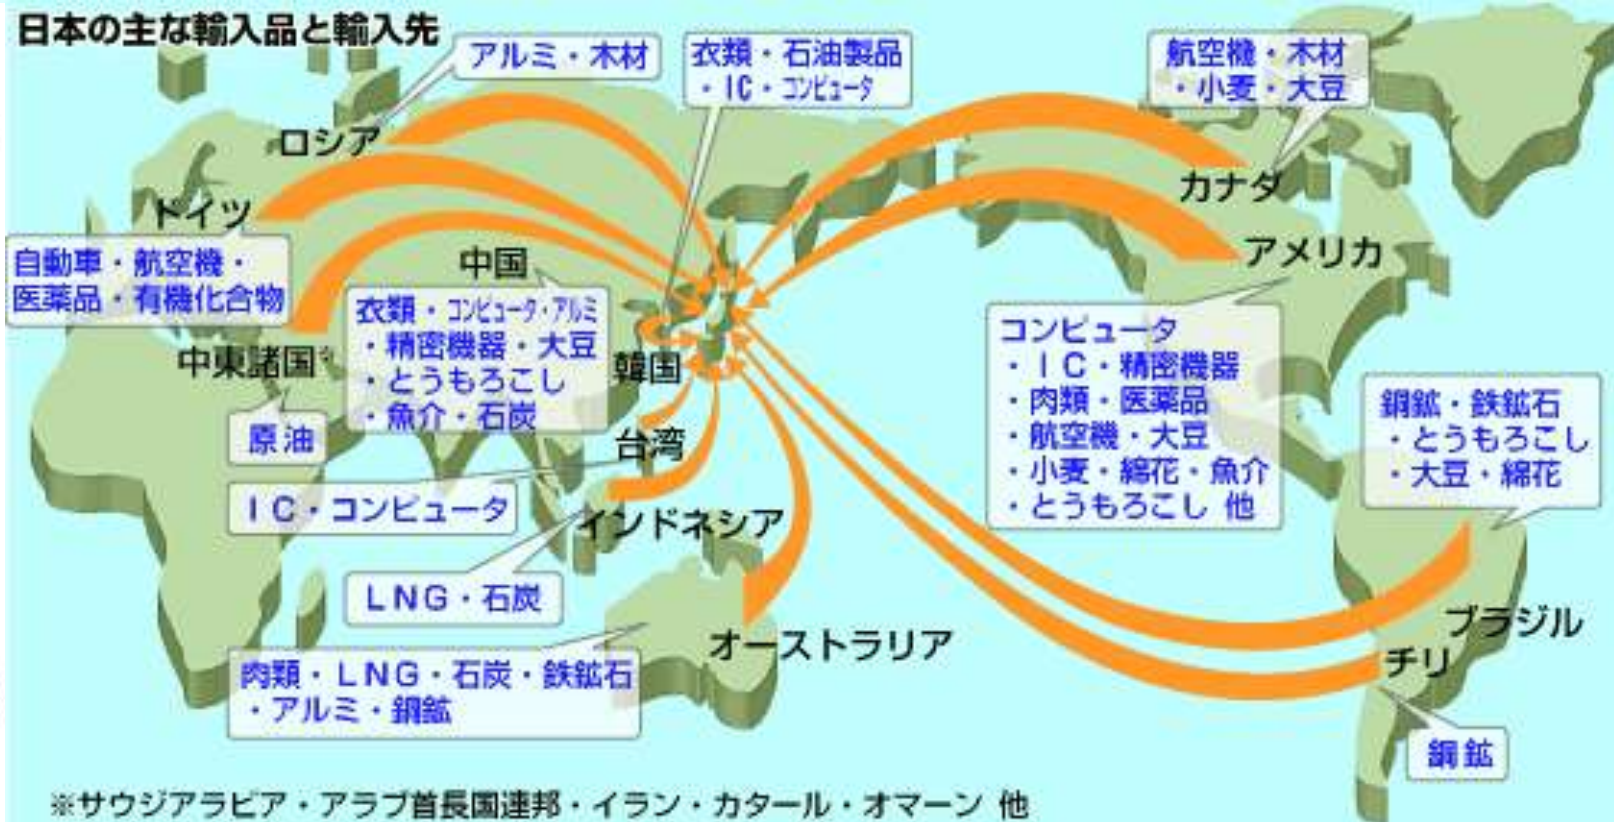 日本の主な輸入品と輸入先
アルミ・木材
ロシア
衣類・石油製品
・IC・コンピュータ
航空機・木材
・小麦・大豆
カナダ
ドイツ
自動車・航空機・
医薬品・有機化合物
中国
衣類・コンピュータ・アルミ
・精密機器・大豆
・とうもろこし
・魚介・石炭
アメリカ
コンピュータ
・IC・精密機器
・肉類・医薬品
・航空機・大豆
・小麦・綿花・魚介
・とうもろこし 他
中東諸国※
原油
韓国
台湾
IC・コンピュータ
インドネシア
LNG・石炭
銅鉱・鉄鉱石
・とうもろこし
・大豆・綿花
ブラジル
オーストラリア
肉類・LNG・石炭・鉄鉱石
・アルミ・銅鉱
チリ
銅鉱
※サウジアラビア・アラブ首長国連邦・イラン・カタール・オマーン 他